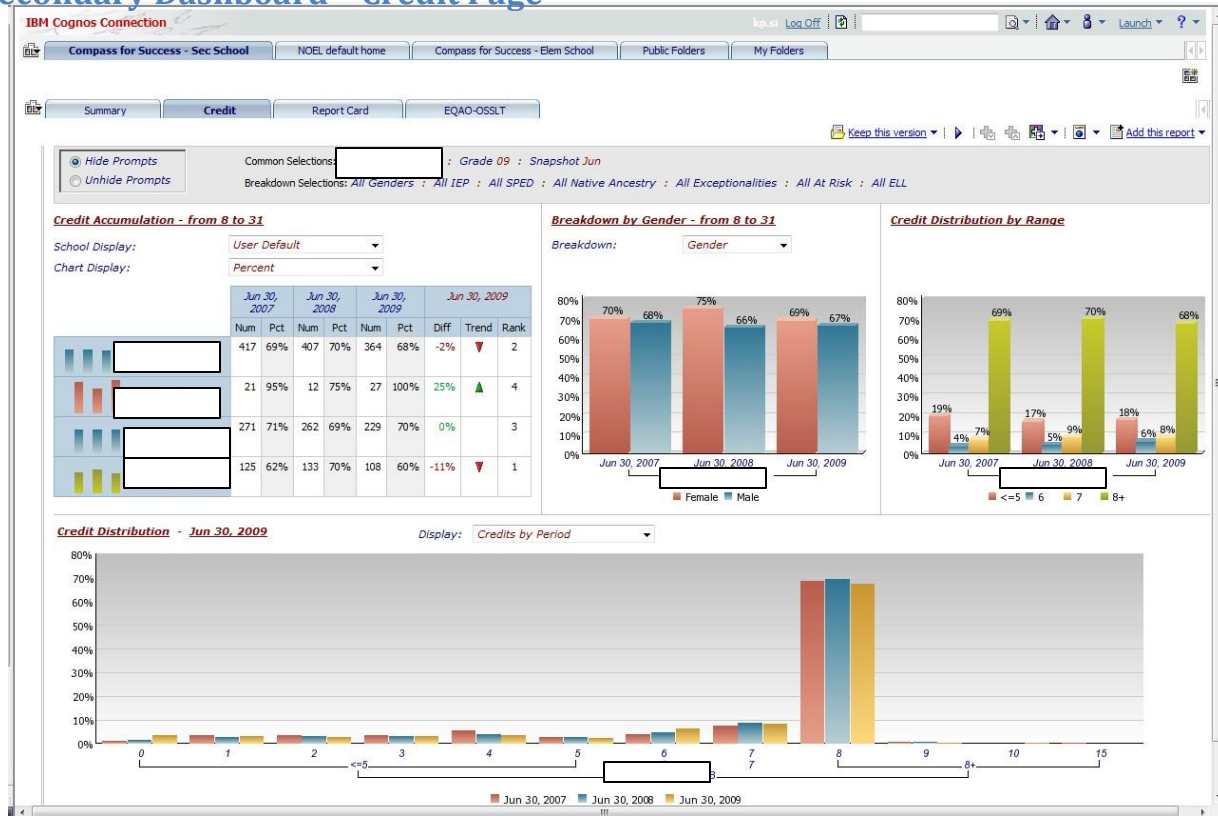 Secondary Dashboard – Credit Page
IBM Cognos Connection
kp.si Log Off Launch ?
Compass for Success - Sec School NOEL default home Compass for Success - Elem School Public Folders My Folders
Summary Credit Report Card EQAO-OSSLT
Keep this version Add this report
Hide Prompts Common Selections: : Grade 09 : Snapshot Jun
Unhide Prompts Breakdown Selections: All Genders : All IEP : All SPED : All Native Ancestry : All Exceptionalities : All At Risk : All ELL
Credit Accumulation - from 8 to 31
School Display: User Default
Chart Display: Percent
Jun 30, 2007 Jun 30, 2008 Jun 30, 2009 Jun 30, 2009
Num Pct Num Pct Num Pct Diff Trend Rank
417 69% 407 70% 364 68% -2% 2
21 95% 12 75% 27 100% 25% 4
271 71% 262 69% 229 70% 0% 3
125 62% 133 70% 108 60% -11% 1
Breakdown by Gender - from 8 to 31
Breakdown: Gender
80%
70%
60%
50%
40%
30%
20%
10%
0%
70% 68% 75% 66% 69% 67%
Jun 30, 2007 Jun 30, 2008 Jun 30, 2009
Female Male
Credit Distribution by Range
80%
70%
60%
50%
40%
30%
20%
10%
0%
19% 4% 7% 69% 17% 5% 9% 70% 18% 6% 8% 68%
Jun 30, 2007 Jun 30, 2008 Jun 30, 2009
<=5 6 7 8+
Credit Distribution - Jun 30, 2009 Display: Credits by Period
80%
70%
60%
50%
40%
30%
20%
10%
0%
0 1 2 3 4 5 6 7 8 9 10 15
<=5 7 8+
Jun 30, 2007 Jun 30, 2008 Jun 30, 2009